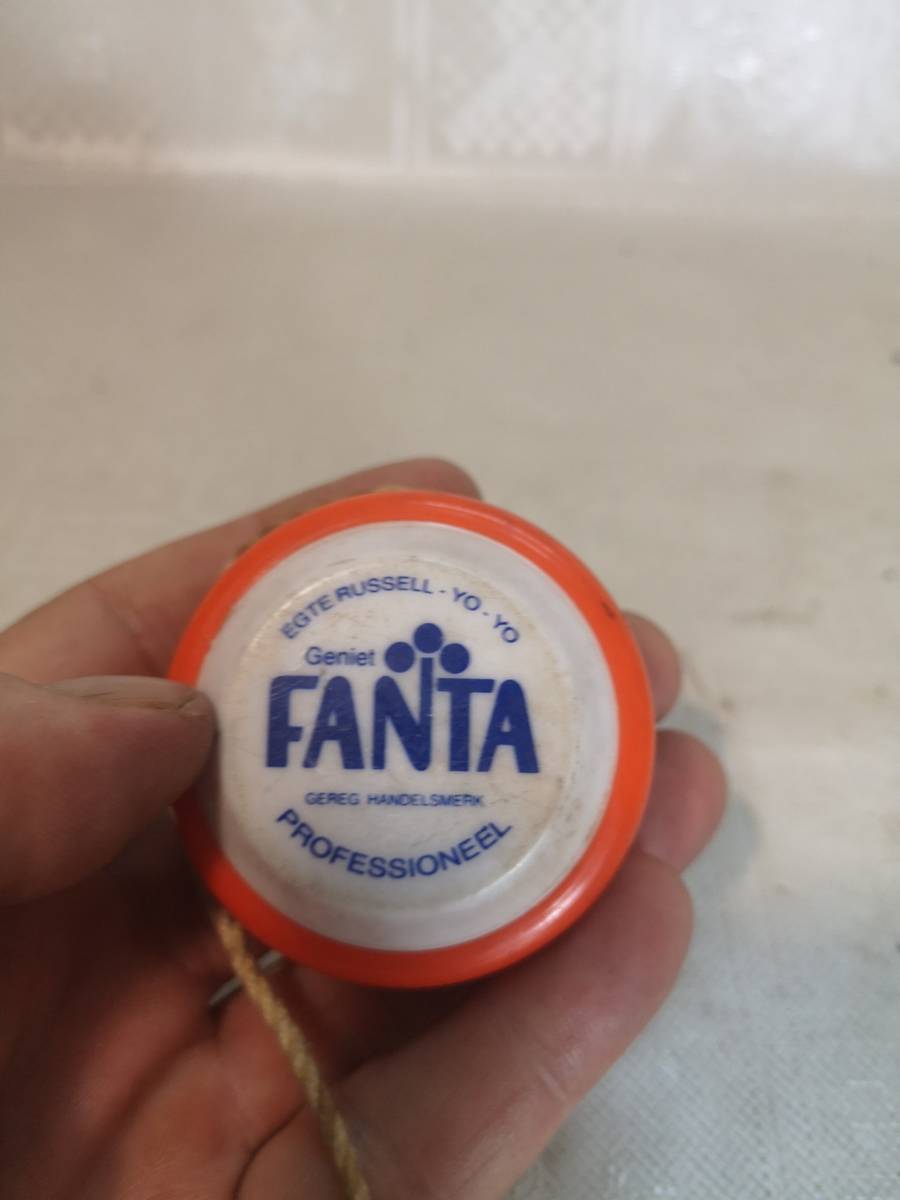 EGTE RUSSELL - YO - YO
Geniet
FANTA
GEREG HANDELSMERK
PROFESSIONEEL